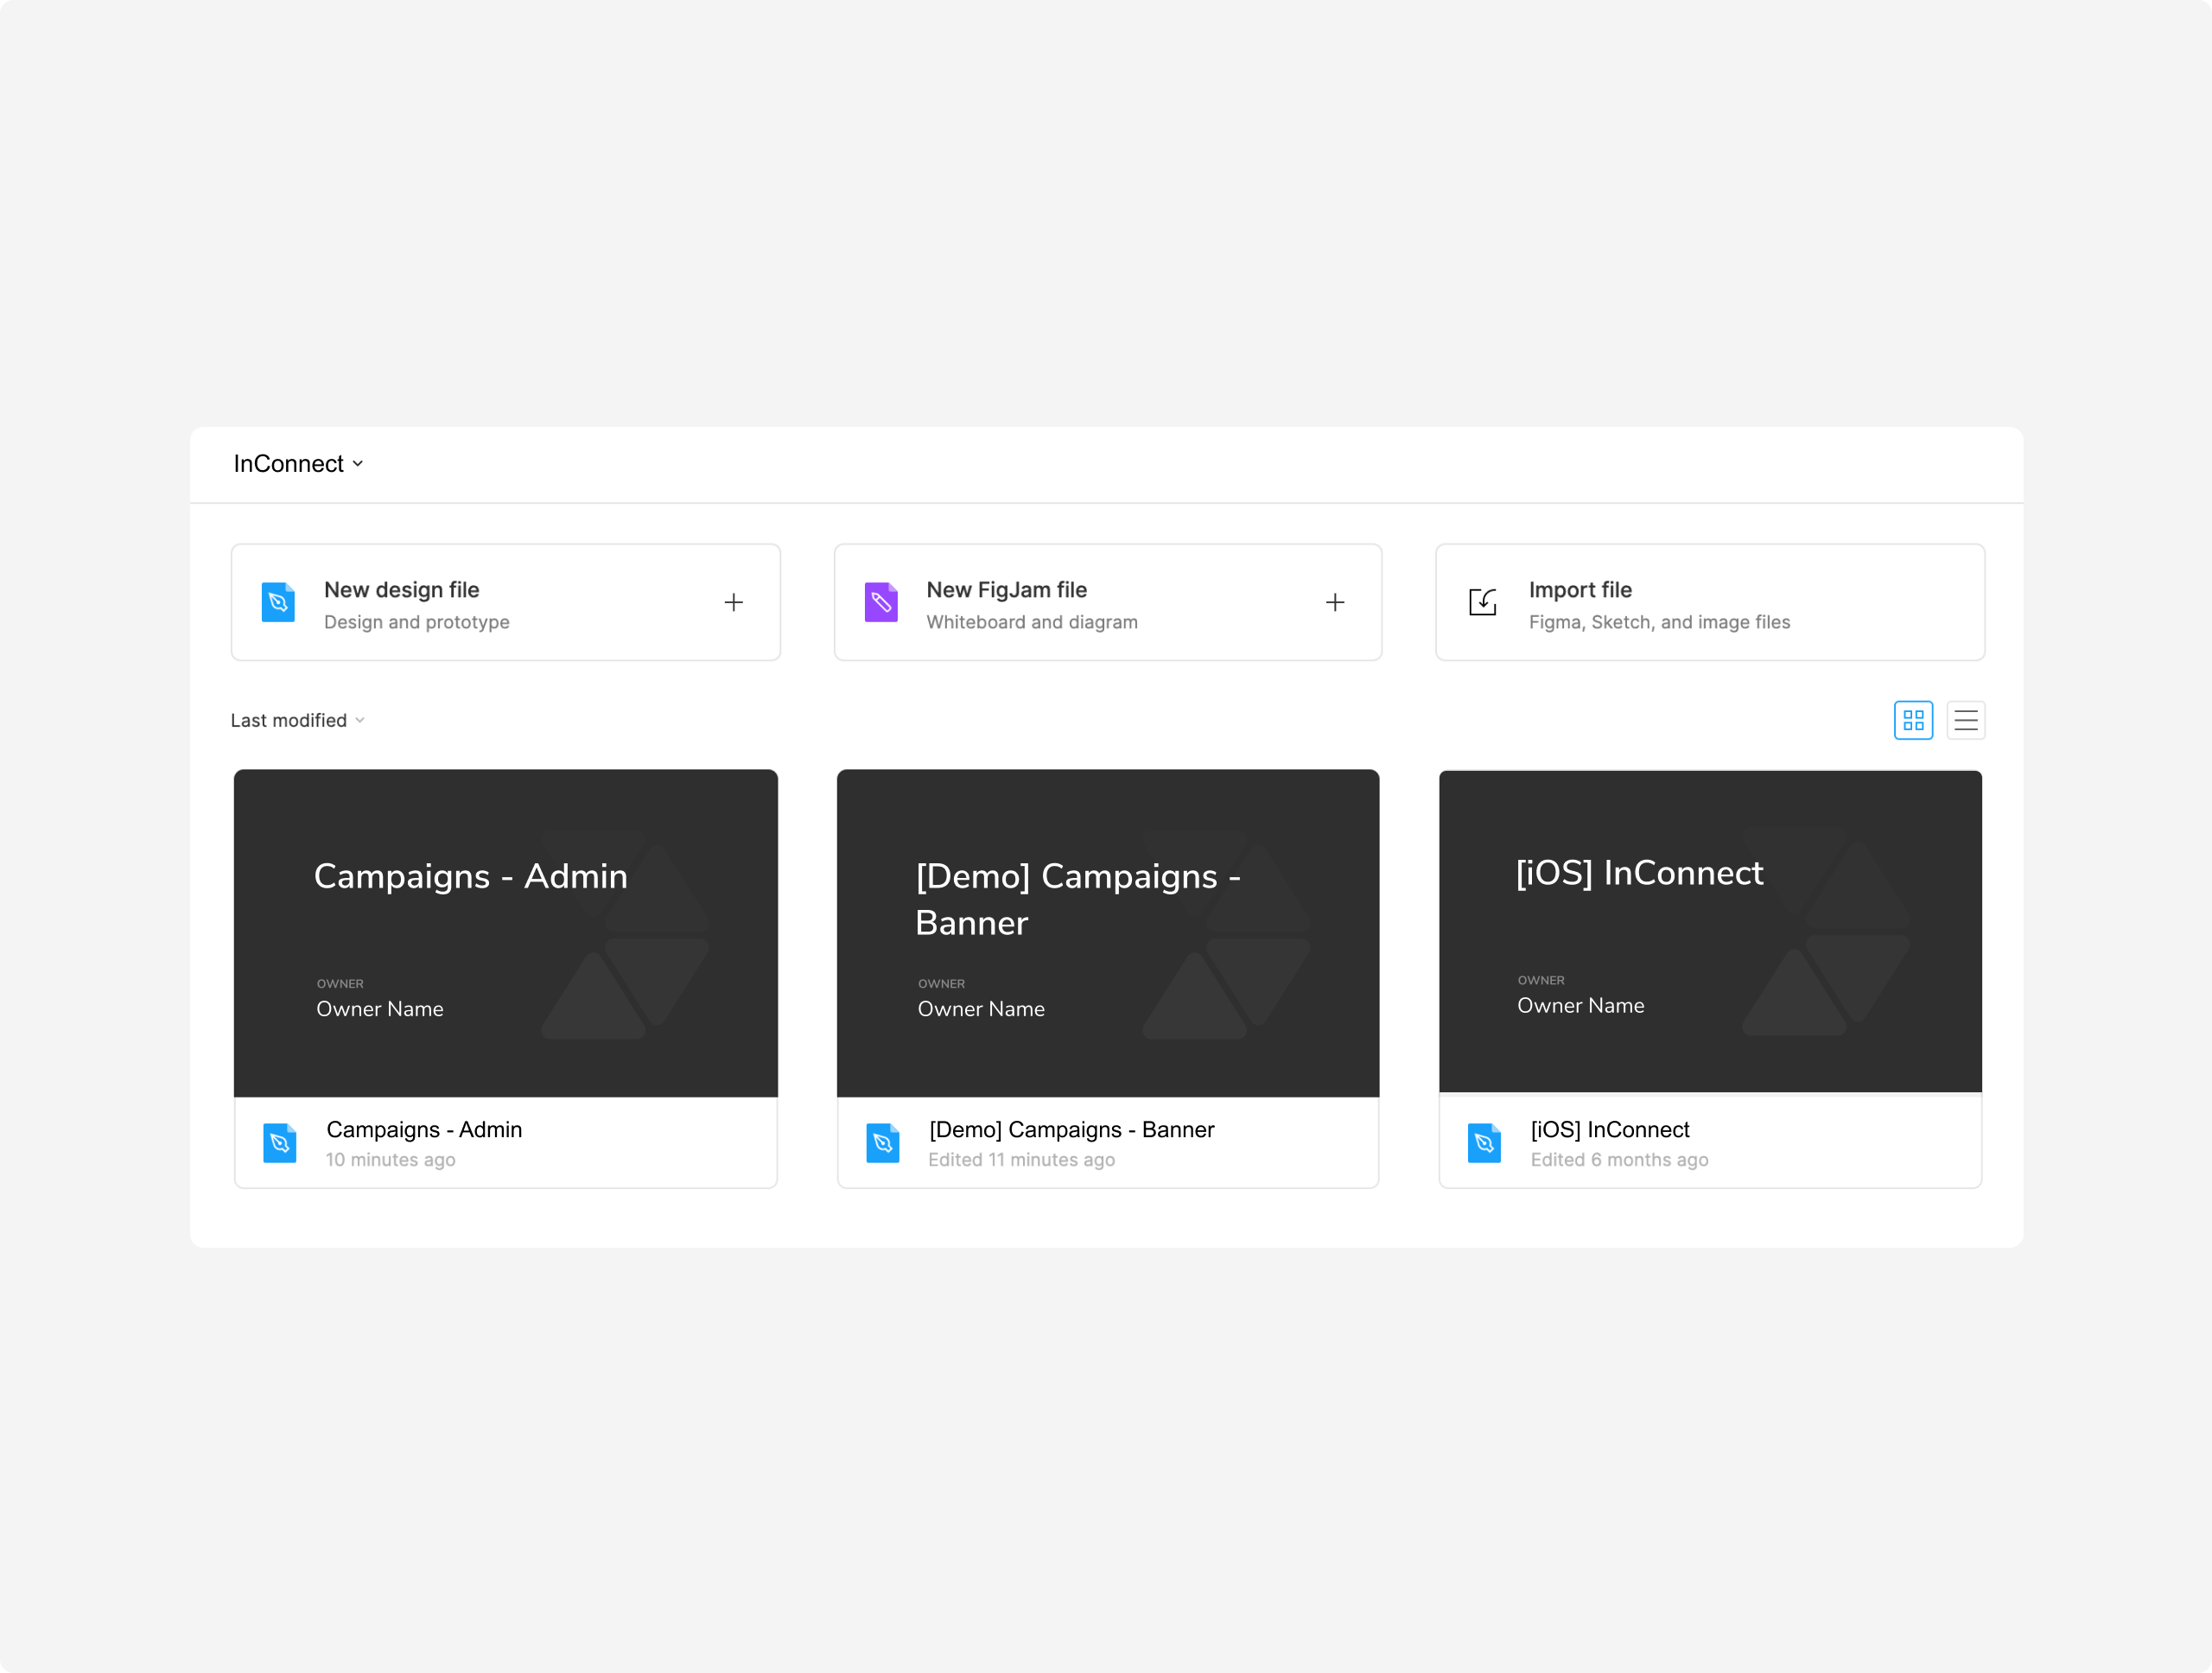 InConnect
New design file
Design and prototype
New FigJam file
Whiteboard and diagram
Import file
Figma, Sketch, and image files
Last modified
Campaigns - Admin
OWNER
Owner Name
Campaigns - Admin
10 minutes ago
[Demo] Campaigns -
Banner
OWNER
Owner Name
[Demo] Campaigns - Banner
Edited 11 minutes ago
[iOS] InConnect
OWNER
Owner Name
[iOS] InConnect
Edited 6 months ago